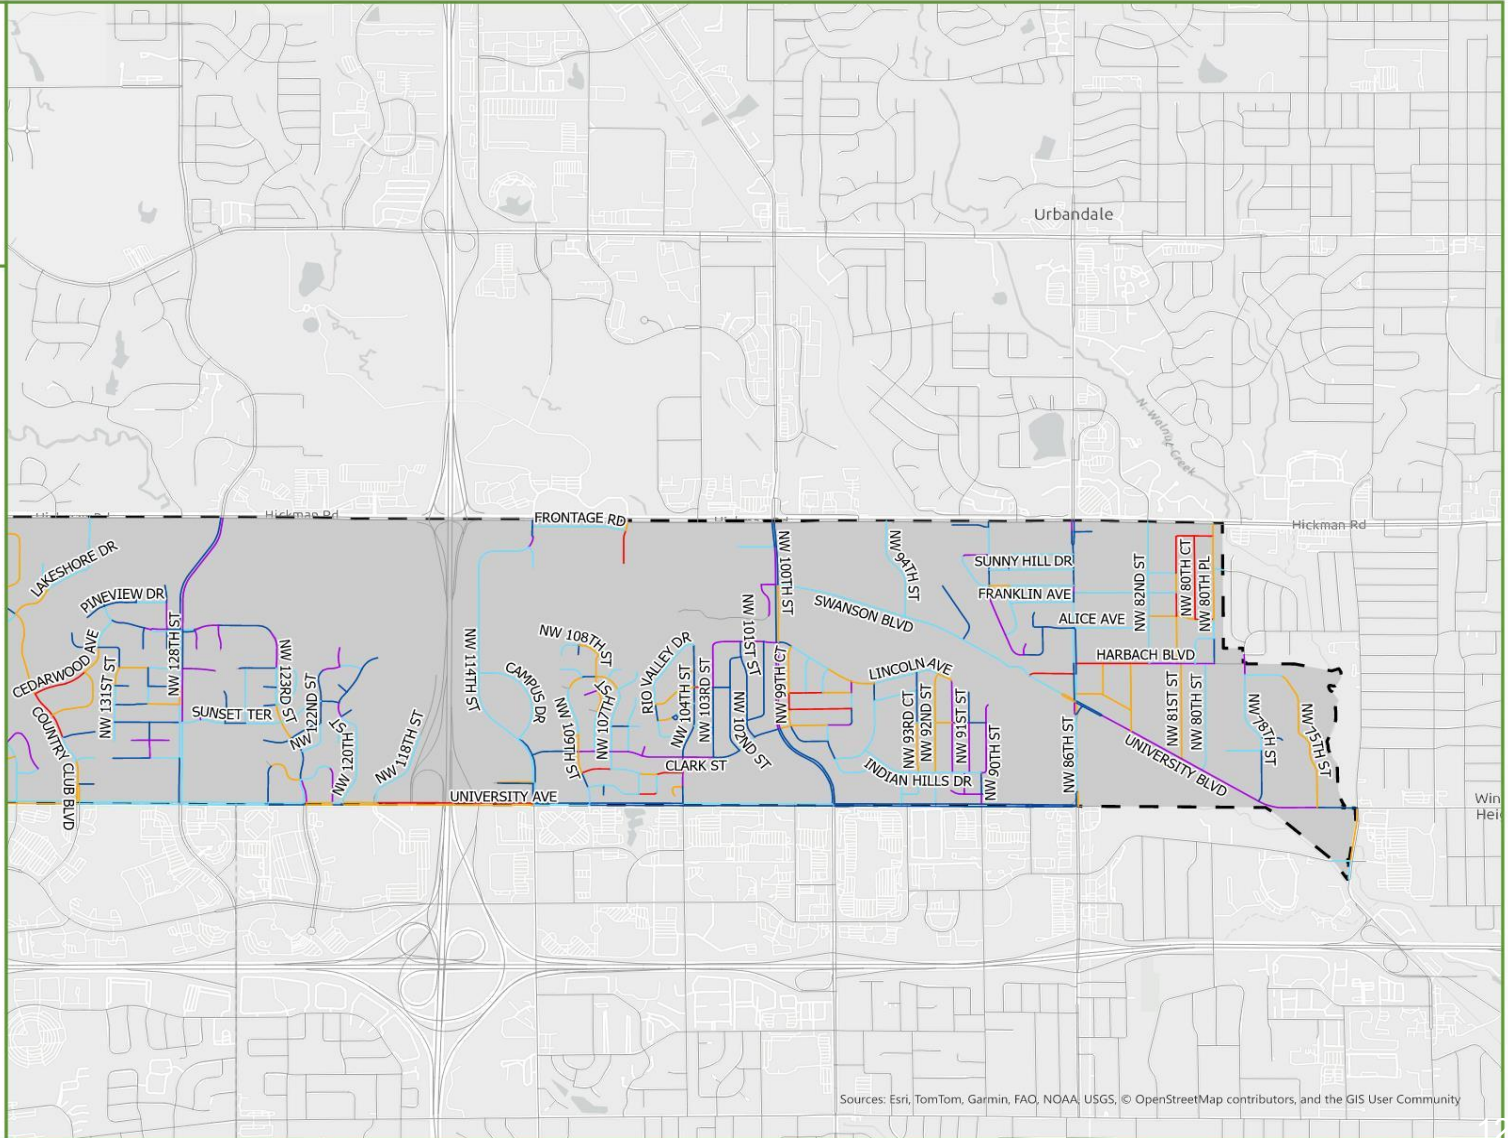 Urbandale
N. Walnut Creek
Hickman Rd
Hickman Rd
FRONTAGE RD
LAKESHORE DR
PINEVIEW DR
CEDARWOOD AVE
COUNTRY CLUB BLVD
NW 131ST ST
NW 128TH ST
SUNSET TER
NW 123RD ST
NW 122ND ST
NW 120TH ST
NW 118TH ST
NW 114TH ST
CAMPUS DR
NW 108TH ST
NW 109TH ST
NW 107TH ST
RIO VALLEY DR
NW 104TH ST
NW 103RD ST
NW 102ND ST
NW 101ST ST
NW 100TH ST
NW 99TH CT
CLARK ST
UNIVERSITY AVE
SWANSON BLVD
NW 94TH ST
LINCOLN AVE
NW 93RD CT
NW 92ND ST
NW 91ST ST
NW 90TH ST
INDIAN HILLS DR
SUNNY HILL DR
FRANKLIN AVE
ALICE AVE
NW 86TH ST
NW 82ND ST
NW 80TH CT
NW 80TH PL
HARBACH BLVD
NW 81ST ST
NW 80TH ST
NW 78TH ST
NW 75TH ST
UNIVERSITY BLVD
Win
Hei
Sources: Esri, TomTom, Garmin, FAO, NOAA, USGS, © OpenStreetMap contributors, and the GIS User Community